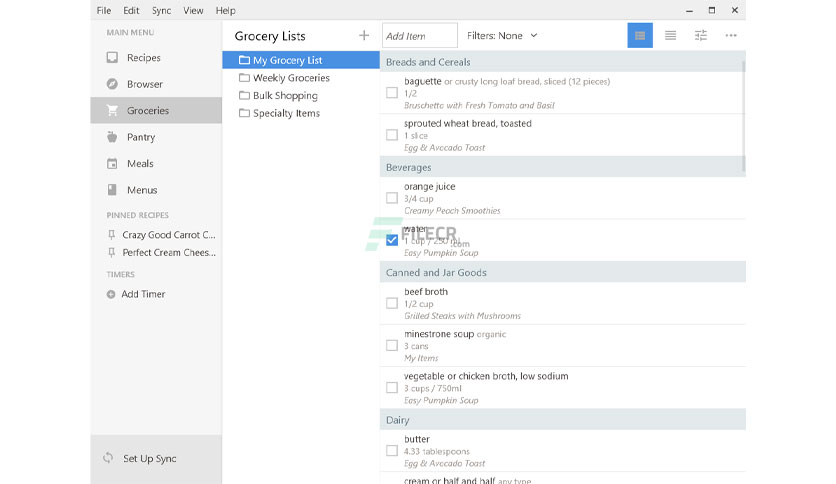 File Edit Sync View Help
MAIN MENU
Recipes
Browser
Groceries
Pantry
Meals
Menus
PINNED RECIPES
Crazy Good Carrot C...
Perfect Cream Chees...
TIMERS
Add Timer
Set Up Sync
Grocery Lists
My Grocery List
Weekly Groceries
Bulk Shopping
Specialty Items
Add Item Filters: None
Breads and Cereals
baguette or crusty long loaf bread, sliced (12 pieces)
1/2
Bruschetta with Fresh Tomato and Basil
sprouted wheat bread, toasted
1 slice
Egg & Avocado Toast
Beverages
orange juice
3/4 cup
Creamy Peach Smoothies
water
1 cup / 250 ml
Easy Pumpkin Soup
FILECR
.com
Canned and Jar Goods
beef broth
1/2 cup
Grilled Steaks with Mushrooms
minestrone soup organic
3 cans
My Items
vegetable or chicken broth, low sodium
3 cups / 750ml
Easy Pumpkin Soup
Dairy
butter
4.33 tablespoons
Egg & Avocado Toast
cream or half and half any type